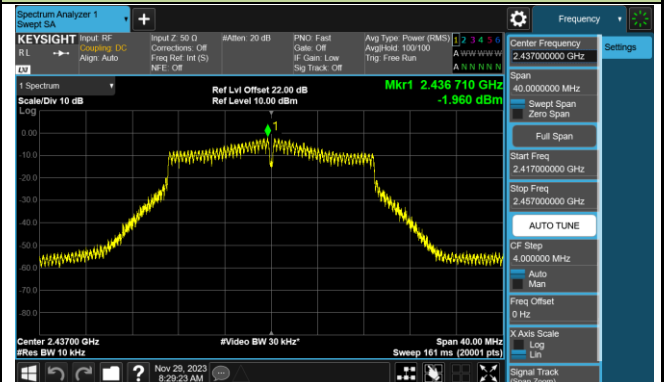 Spectrum Analyzer 1
Swept SA
+
Frequency
KEYSIGHT
RL
LXI
Input: RF
Coupling: DC
Align: Auto
Input Z: 50 Ω
Corrections: Off
Freq Ref: Int (S)
NFE: Off
#Atten: 20 dB
PNO: Fast
Gate: Off
IF Gain: Low
Sig Track: Off
Avg Type: Power (RMS)
Avg|Hold: 100/100
Trig: Free Run
1 2 3 4 5 6
A W W W W W
A N N N N N
1 Spectrum
Scale/Div 10 dB
Log
Ref Lvl Offset 22.00 dB
Ref Level 10.00 dBm
Mkr1 2.436 710 GHz
-1.960 dBm
1
0.00
-10.0
-20.0
-30.0
-40.0
-50.0
-60.0
-70.0
-80.0
Center 2.43700 GHz
#Res BW 10 kHz
#Video BW 30 kHz*
Span 40.00 MHz
Sweep 161 ms (20001 pts)
Nov 29, 2023
8:29:23 AM
?
Center Frequency
2.437000000 GHz
Settings
Span
40.0000000 MHz
Swept Span
Zero Span
Full Span
Start Freq
2.417000000 GHz
Stop Freq
2.457000000 GHz
AUTO TUNE
CF Step
4.000000 MHz
Auto
Man
Freq Offset
0 Hz
X Axis Scale
Log
Lin
Signal Track
(Span Zoom)